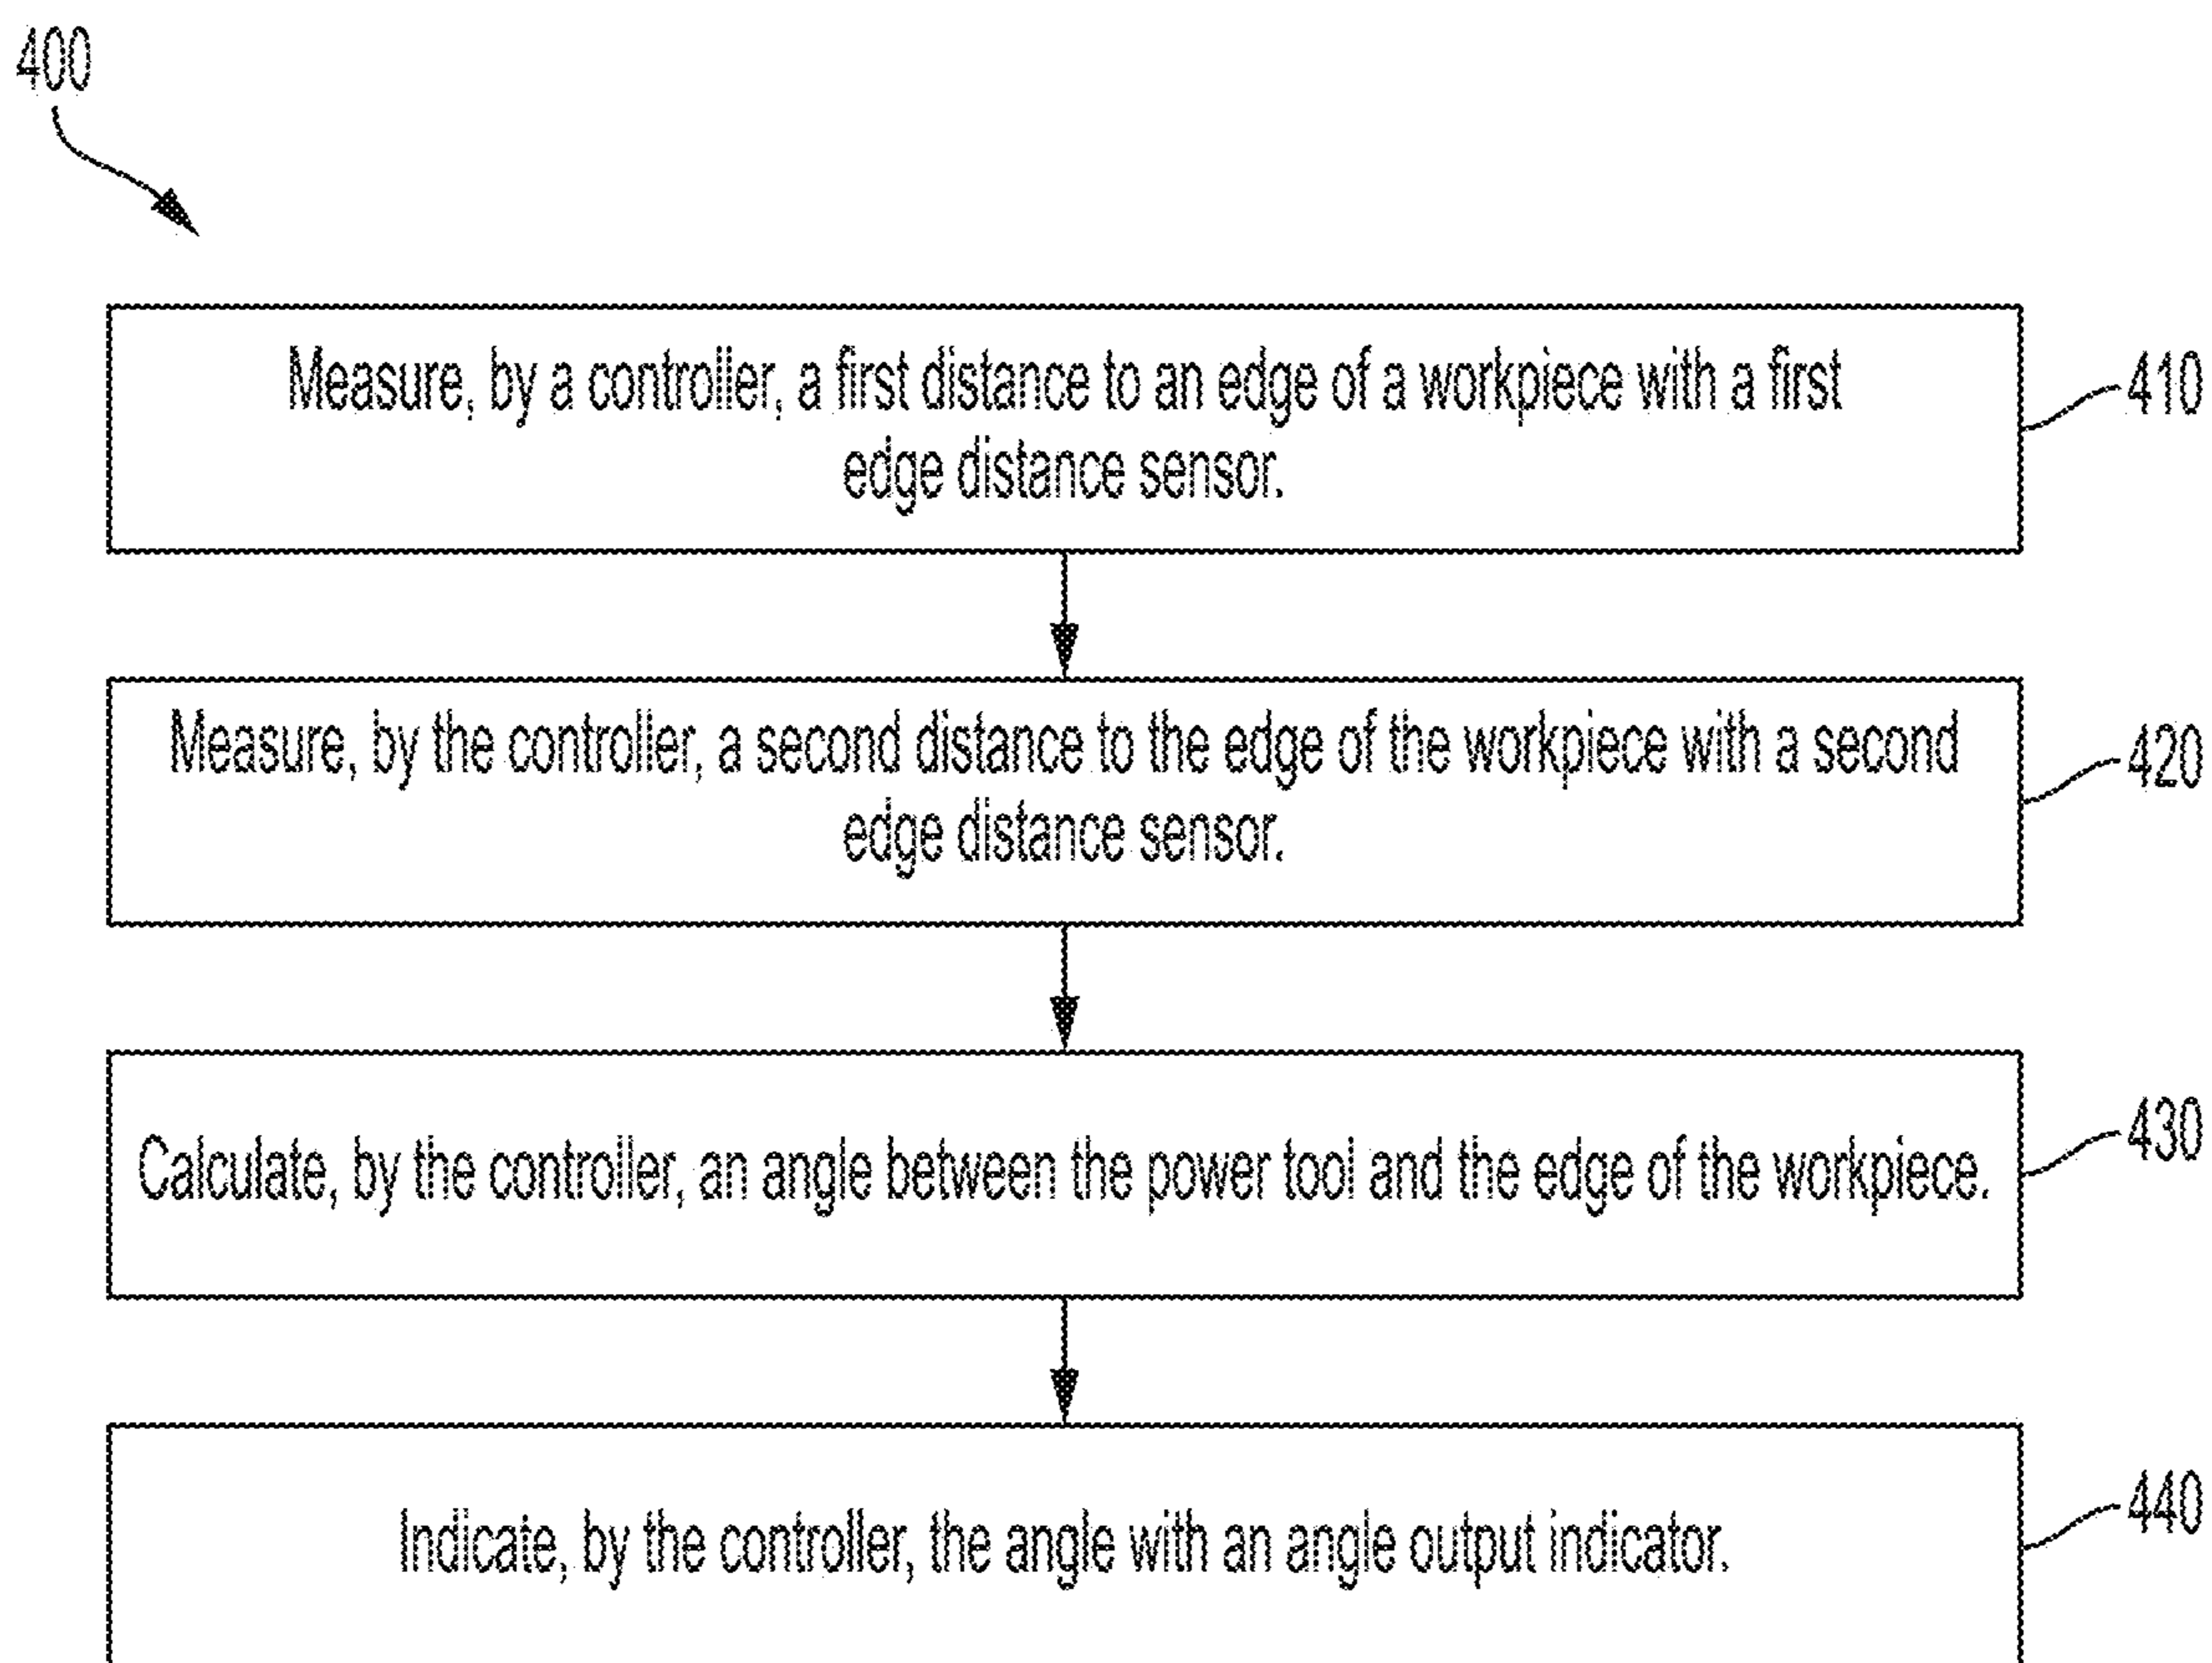 400
Measure, by a controller, a first distance to an edge of a workpiece with a first
edge distance sensor.
410
Measure, by the controller, a second distance to the edge of the workpiece with a second
edge distance sensor.
420
Calculate, by the controller, an angle between the power tool and the edge of the workpiece.
430
Indicate, by the controller, the angle with an angle output indicator.
440